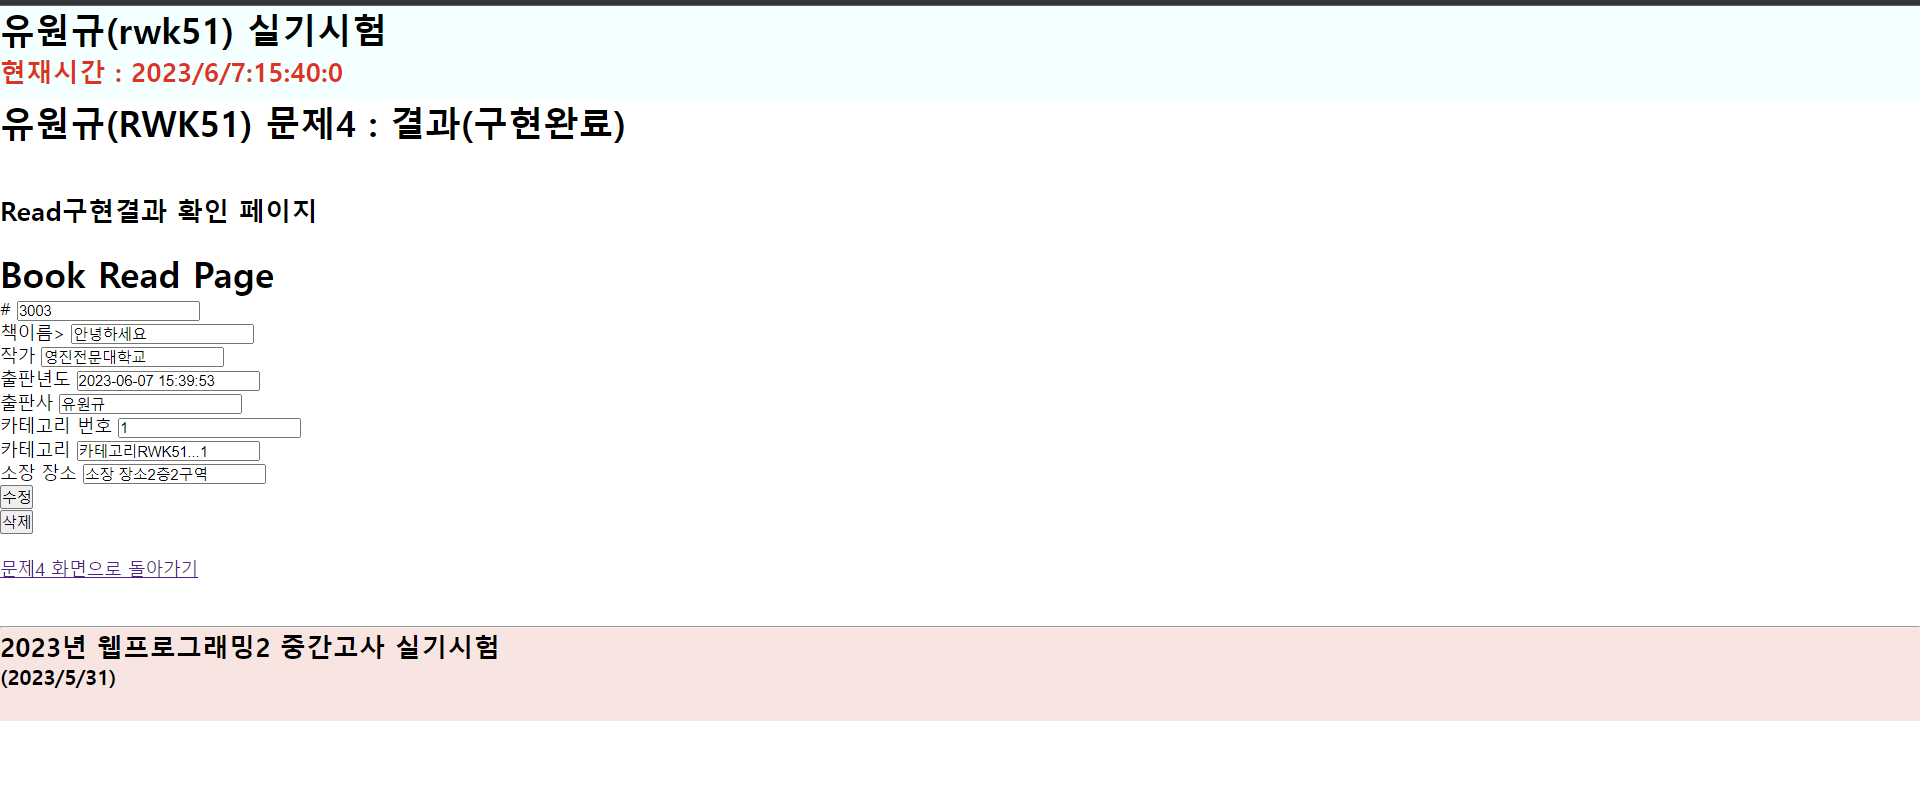 유원규(rwk51) 실기시험
현재시간 : 2023/6/7:15:40:0
유원규(RWK51) 문제4 : 결과(구현완료)
Read구현결과 확인 페이지
Book Read Page
# 3003
책이름> 안녕하세요
작가 영진전문대학교
출판년도 2023-06-07 15:39:53
출판사 유원규
카테고리 번호 1
카테고리 카테고리RWK51...1
소장 장소 소장 장소2층2구역
수정
삭제
문제4 화면으로 돌아가기
2023년 웹프로그래밍2 중간고사 실기시험
(2023/5/31)